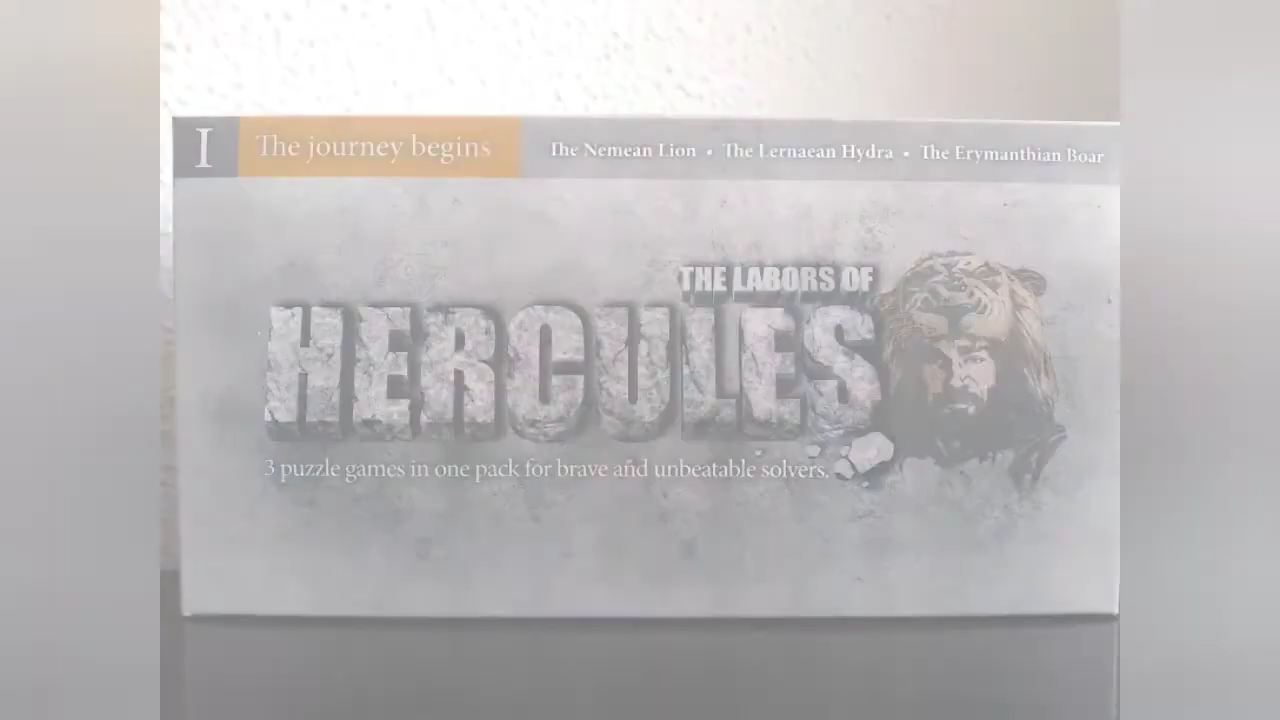 I The journey begins The Nemean Lion • The Lernaean Hydra • The Erymanthian Boar
THE LABORS OF
HERCULES
3 puzzle games in one pack for brave and unbeatable solvers.